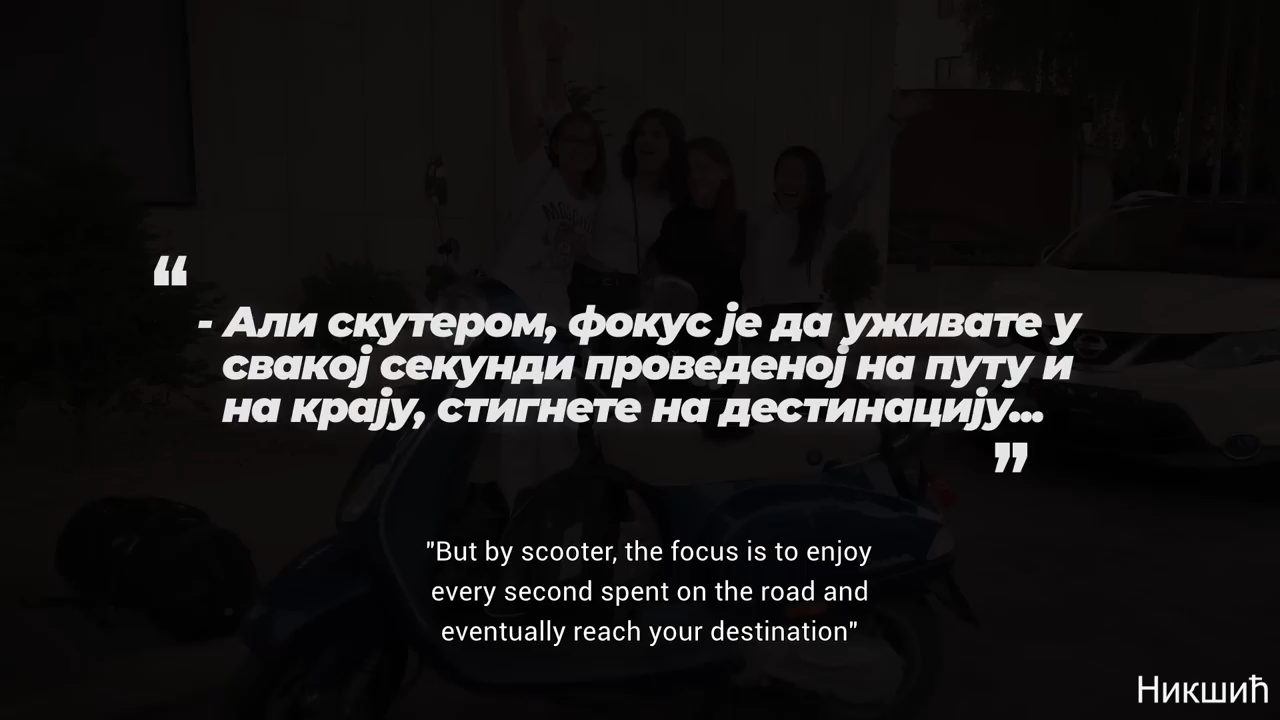 “
- Али скутером, фокус је да уживате у
свакој секунди проведеној на путу и
на крају, стигнете на дестинацију...
”
"But by scooter, the focus is to enjoy
every second spent on the road and
eventually reach your destination"
Никшић